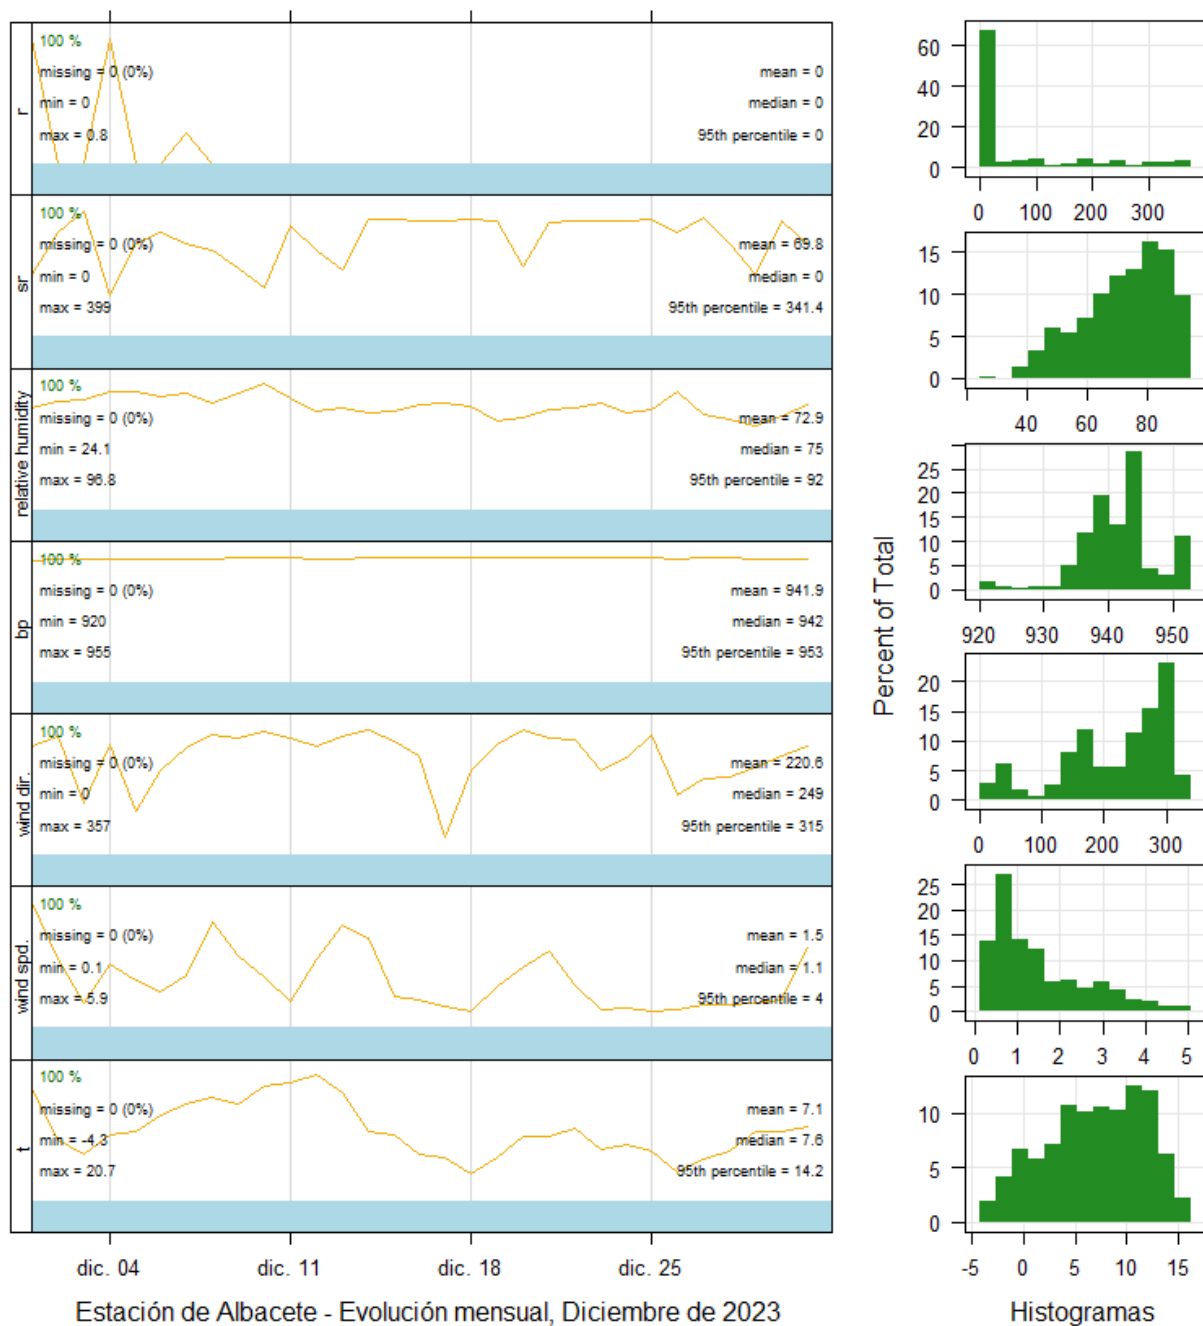 r
100 %
missing = 0 (0%)
min = 0
max = 0.8
mean = 0
median = 0
95th percentile = 0
sr
100 %
missing = 0 (0%)
min = 0
max = 399
mean = 69.8
median = 0
95th percentile = 341.4
relative humidity
100 %
missing = 0 (0%)
min = 24.1
max = 96.8
mean = 72.9
median = 75
95th percentile = 92
bp
100 %
missing = 0 (0%)
min = 920
max = 955
mean = 941.9
median = 942
95th percentile = 953
wind dir.
100 %
missing = 0 (0%)
min = 0
max = 357
mean = 220.6
median = 249
95th percentile = 315
wind spd.
100 %
missing = 0 (0%)
min = 0.1
max = 5.9
mean = 1.5
median = 1.1
95th percentile = 4
t
100 %
missing = 0 (0%)
min = -4.3
max = 20.7
mean = 7.1
median = 7.6
95th percentile = 14.2
dic. 04 dic. 11 dic. 18 dic. 25
Estación de Albacete - Evolución mensual, Diciembre de 2023
Percent of Total
60
40
20
0
0 100 200 300
15
10
5
0
40 60 80
25
20
15
10
5
0
920 930 940 950
20
15
10
5
0
0 100 200 300
25
20
15
10
5
0
0 1 2 3 4 5
10
5
0
-5 0 5 10 15
Histogramas